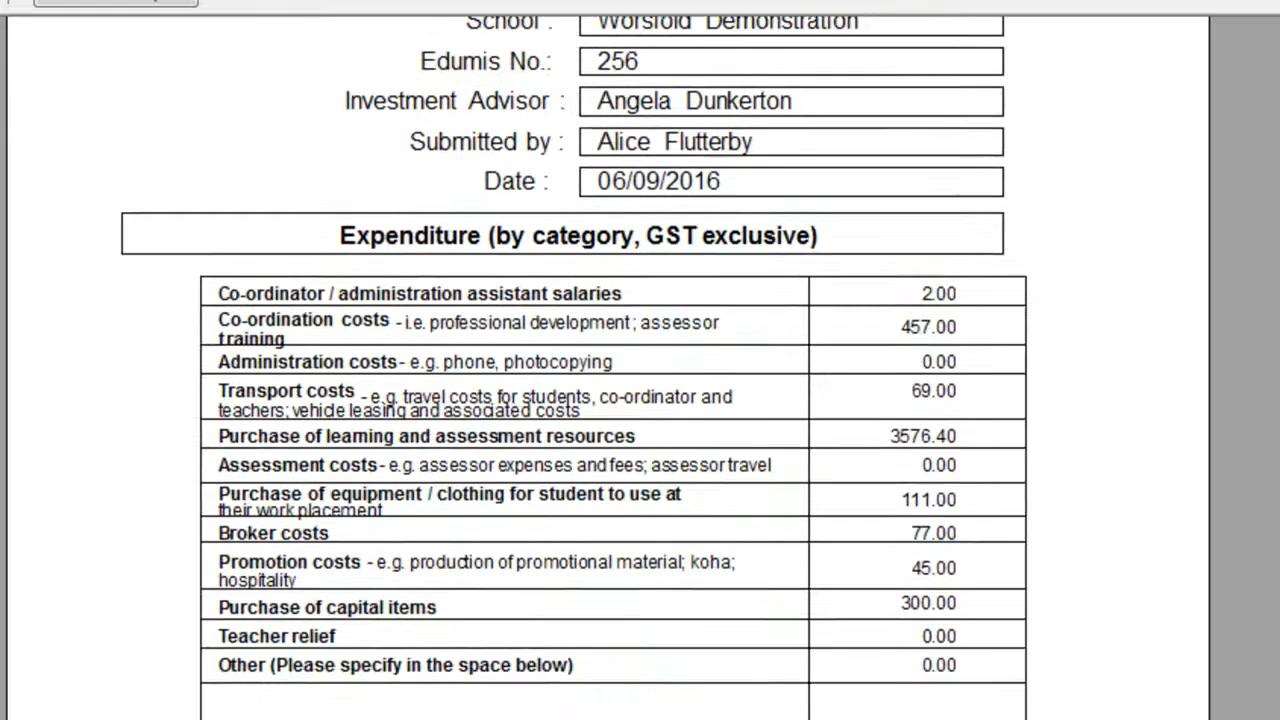 School : Worsfold Demonstration
Edumis No.: 256
Investment Advisor : Angela Dunkerton
Submitted by : Alice Flutterby
Date : 06/09/2016
Expenditure (by category, GST exclusive)
Co-ordinator / administration assistant salaries 2.00
Co-ordination costs - i.e. professional development; assessor
training 457.00
Administration costs - e.g. phone, photocopying 0.00
Transport costs - e.g. travel costs for students, co-ordinator and
teachers; vehicle leasing and associated costs 69.00
Purchase of learning and assessment resources 3576.40
Assessment costs - e.g. assessor expenses and fees; assessor travel 0.00
Purchase of equipment / clothing for student to use at
their work placement 111.00
Broker costs 77.00
Promotion costs - e.g. production of promotional material; koha;
hospitality 45.00
Purchase of capital items 300.00
Teacher relief 0.00
Other (Please specify in the space below) 0.00